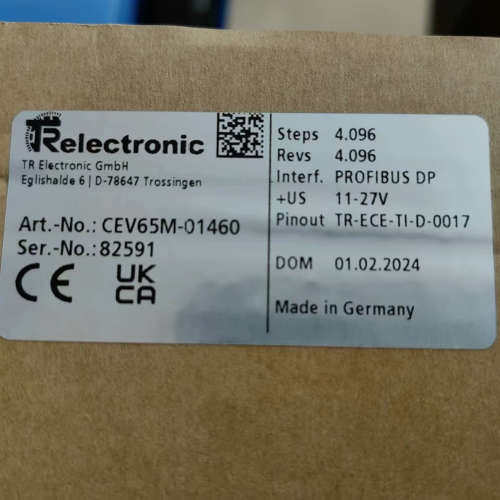 TRelectronic
TR Electronic GmbH
Eglishalde 6 | D-78647 Trossingen
Art.-No.: CEV65M-01460
Ser.-No.: 82591
CE UKCA
Steps 4.096
Revs 4.096
Interf. PROFIBUS DP
+US 11-27V
Pinout TR-ECE-TI-D-0017
DOM 01.02.2024
Made in Germany